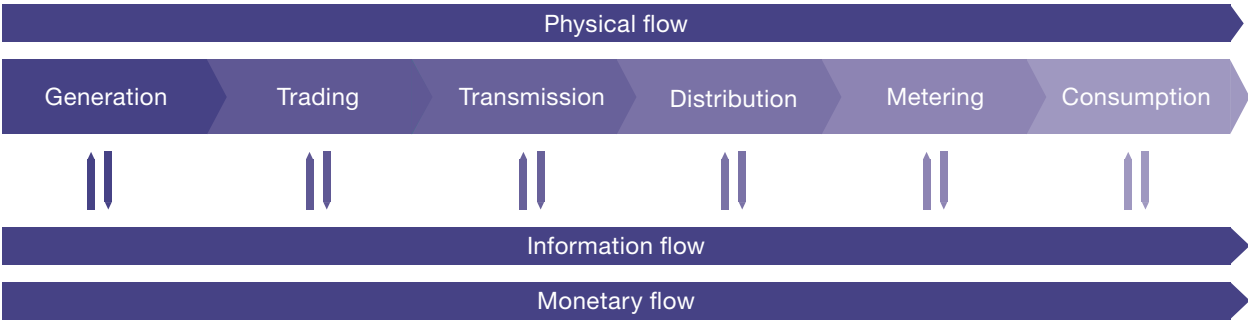 Physical flow
Generation Trading Transmission Distribution Metering Consumption
Information flow
Monetary flow